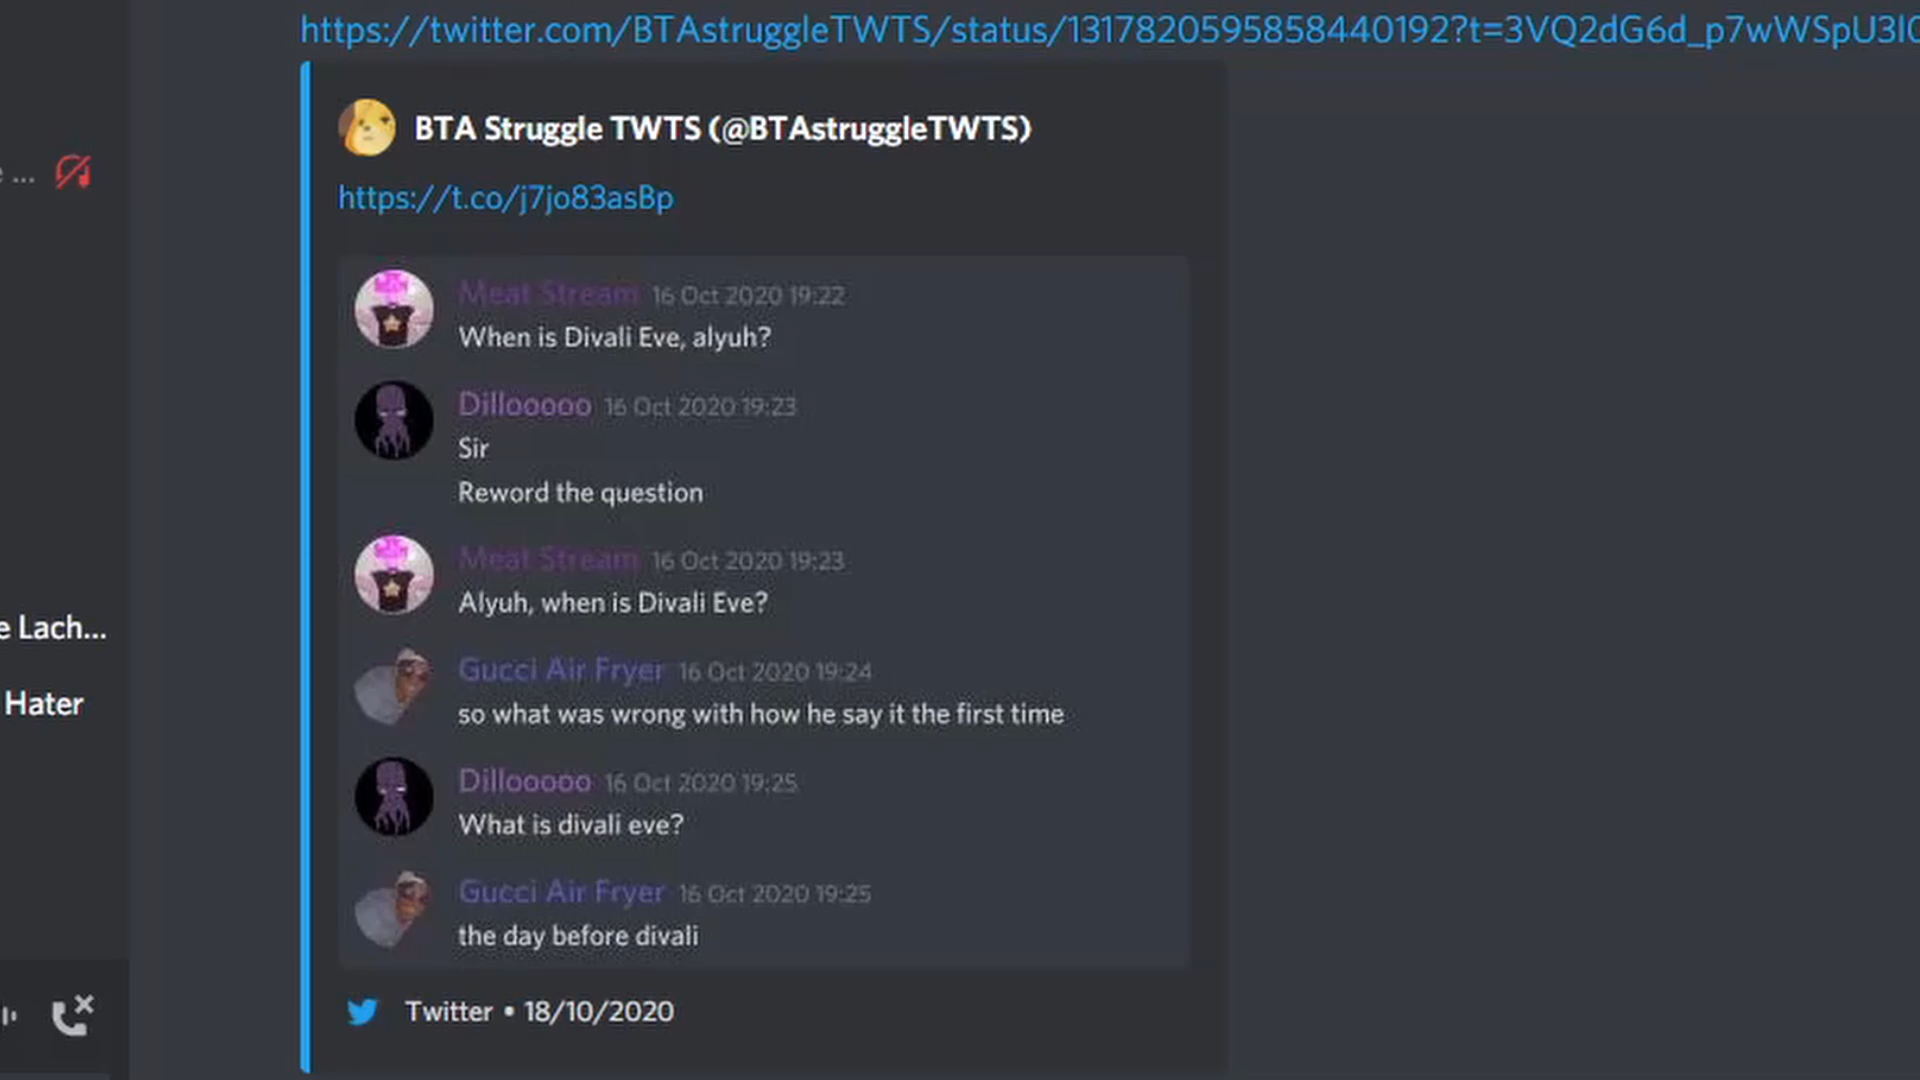 https://twitter.com/BTAstruggleTWTS/status/1317820595858440192?t=3VQ2dG6d_p7wWSpU3I0
BTA Struggle TWTS (@BTAstruggleTWTS)
e ...
https://t.co/j7jo83asBp
Meat Stream 16 Oct 2020 19:22
When is Divali Eve, alyuh?
Dillooooo 16 Oct 2020 19:23
Sir
Reword the question
Meat Stream 16 Oct 2020 19:23
Alyuh, when is Divali Eve?
e Lach...
Gucci Air Fryer 16 Oct 2020 19:24
Hater
so what was wrong with how he say it the first time
Dillooooo 16 Oct 2020 19:25
What is divali eve?
Gucci Air Fryer 16 Oct 2020 19:25
the day before divali
Twitter • 18/10/2020